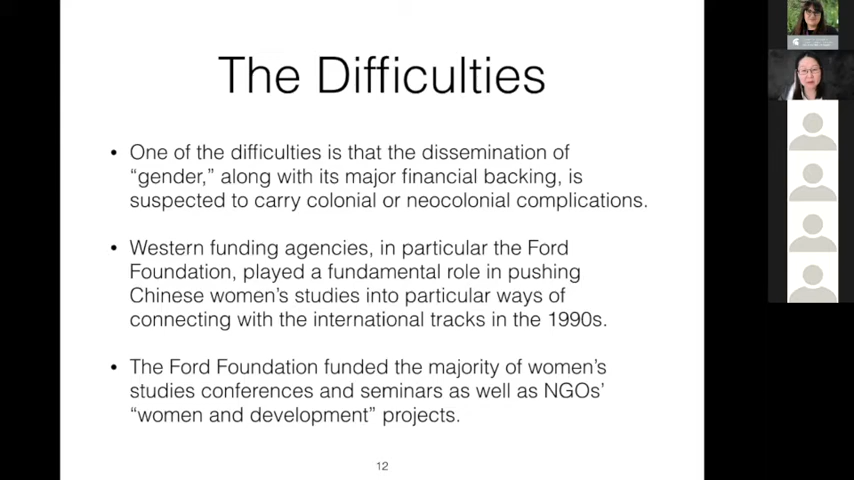 The Difficulties
• One of the difficulties is that the dissemination of
“gender,” along with its major financial backing, is
suspected to carry colonial or neocolonial complications.
• Western funding agencies, in particular the Ford
Foundation, played a fundamental role in pushing
Chinese women’s studies into particular ways of
connecting with the international tracks in the 1990s.
• The Ford Foundation funded the majority of women’s
studies conferences and seminars as well as NGOs’
“women and development” projects.
12